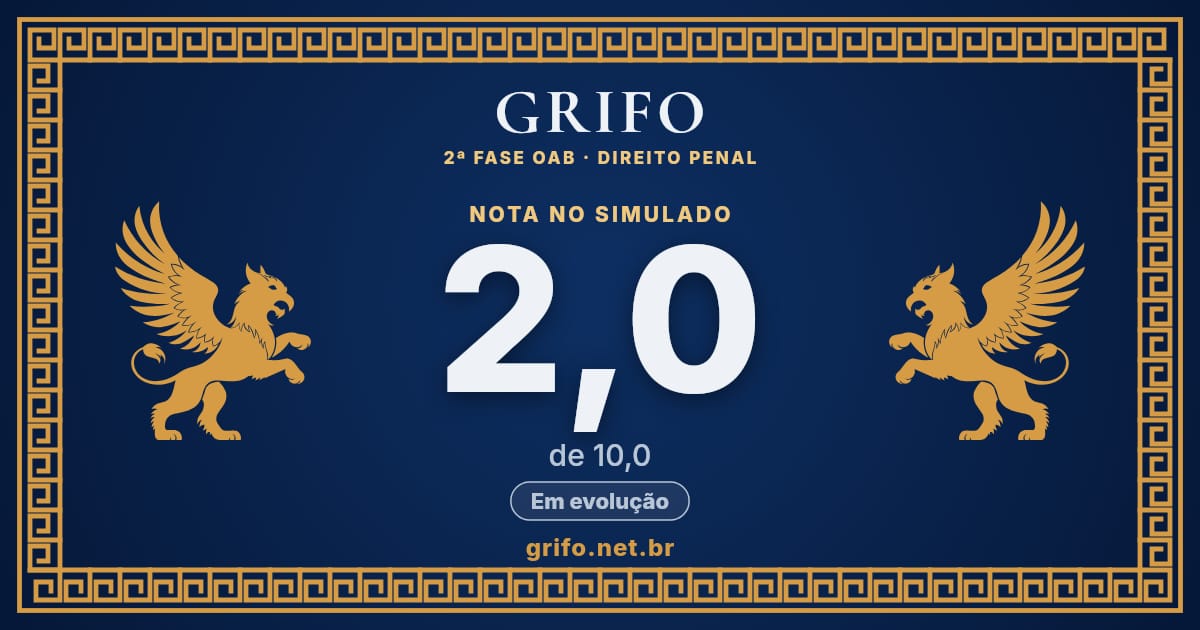 GRIFO
2ª FASE OAB · DIREITO PENAL
NOTA NO SIMULADO
2,0
de 10,0
Em evolução
grifo.net.br